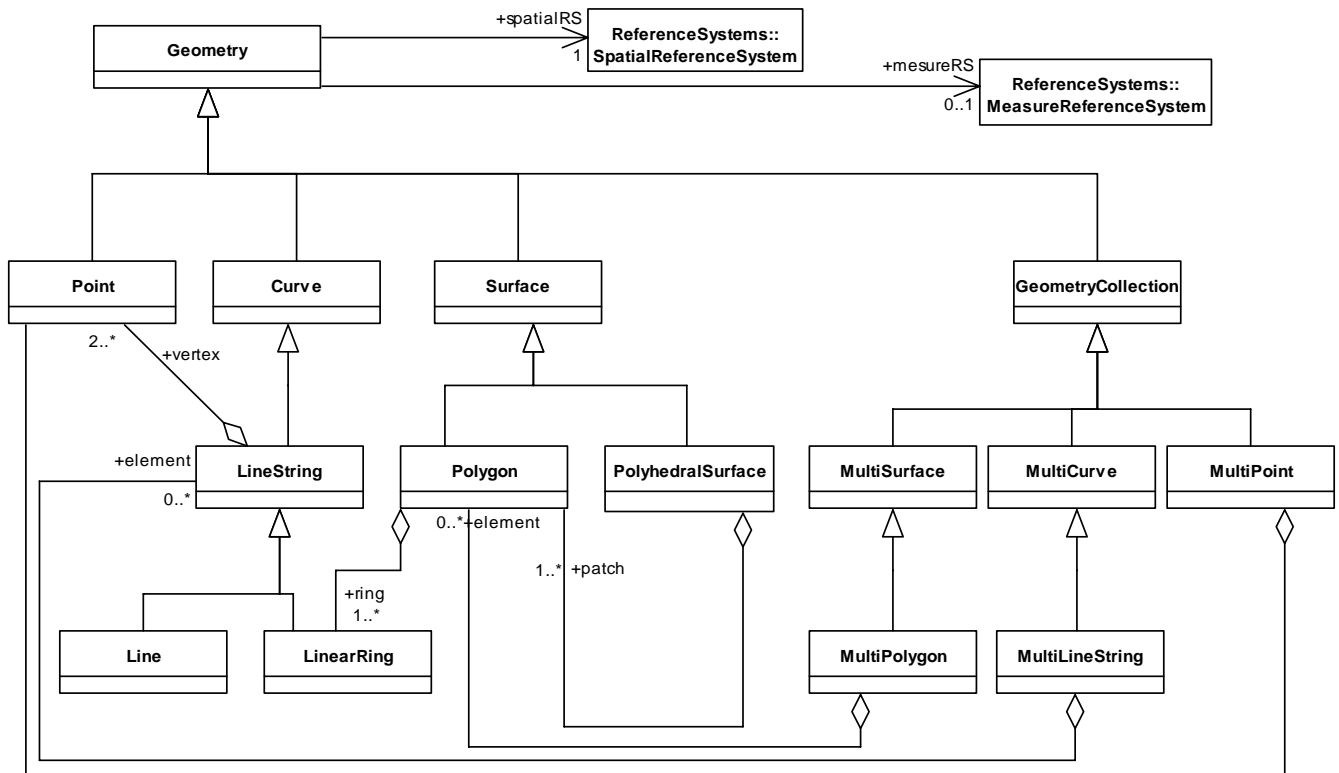 +spatialRS
1
ReferenceSystems::
SpatialReferenceSystem
Geometry
+mesureRS
0..1
ReferenceSystems::
MeasureReferenceSystem
Point
Curve
Surface
GeometryCollection
2..*
+vertex
+element
0..*
LineString
Polygon
PolyhedralSurface
MultiSurface
MultiCurve
MultiPoint
0..*
+element
1..*
+patch
+ring
1..*
Line
LinearRing
MultiPolygon
MultiLineString